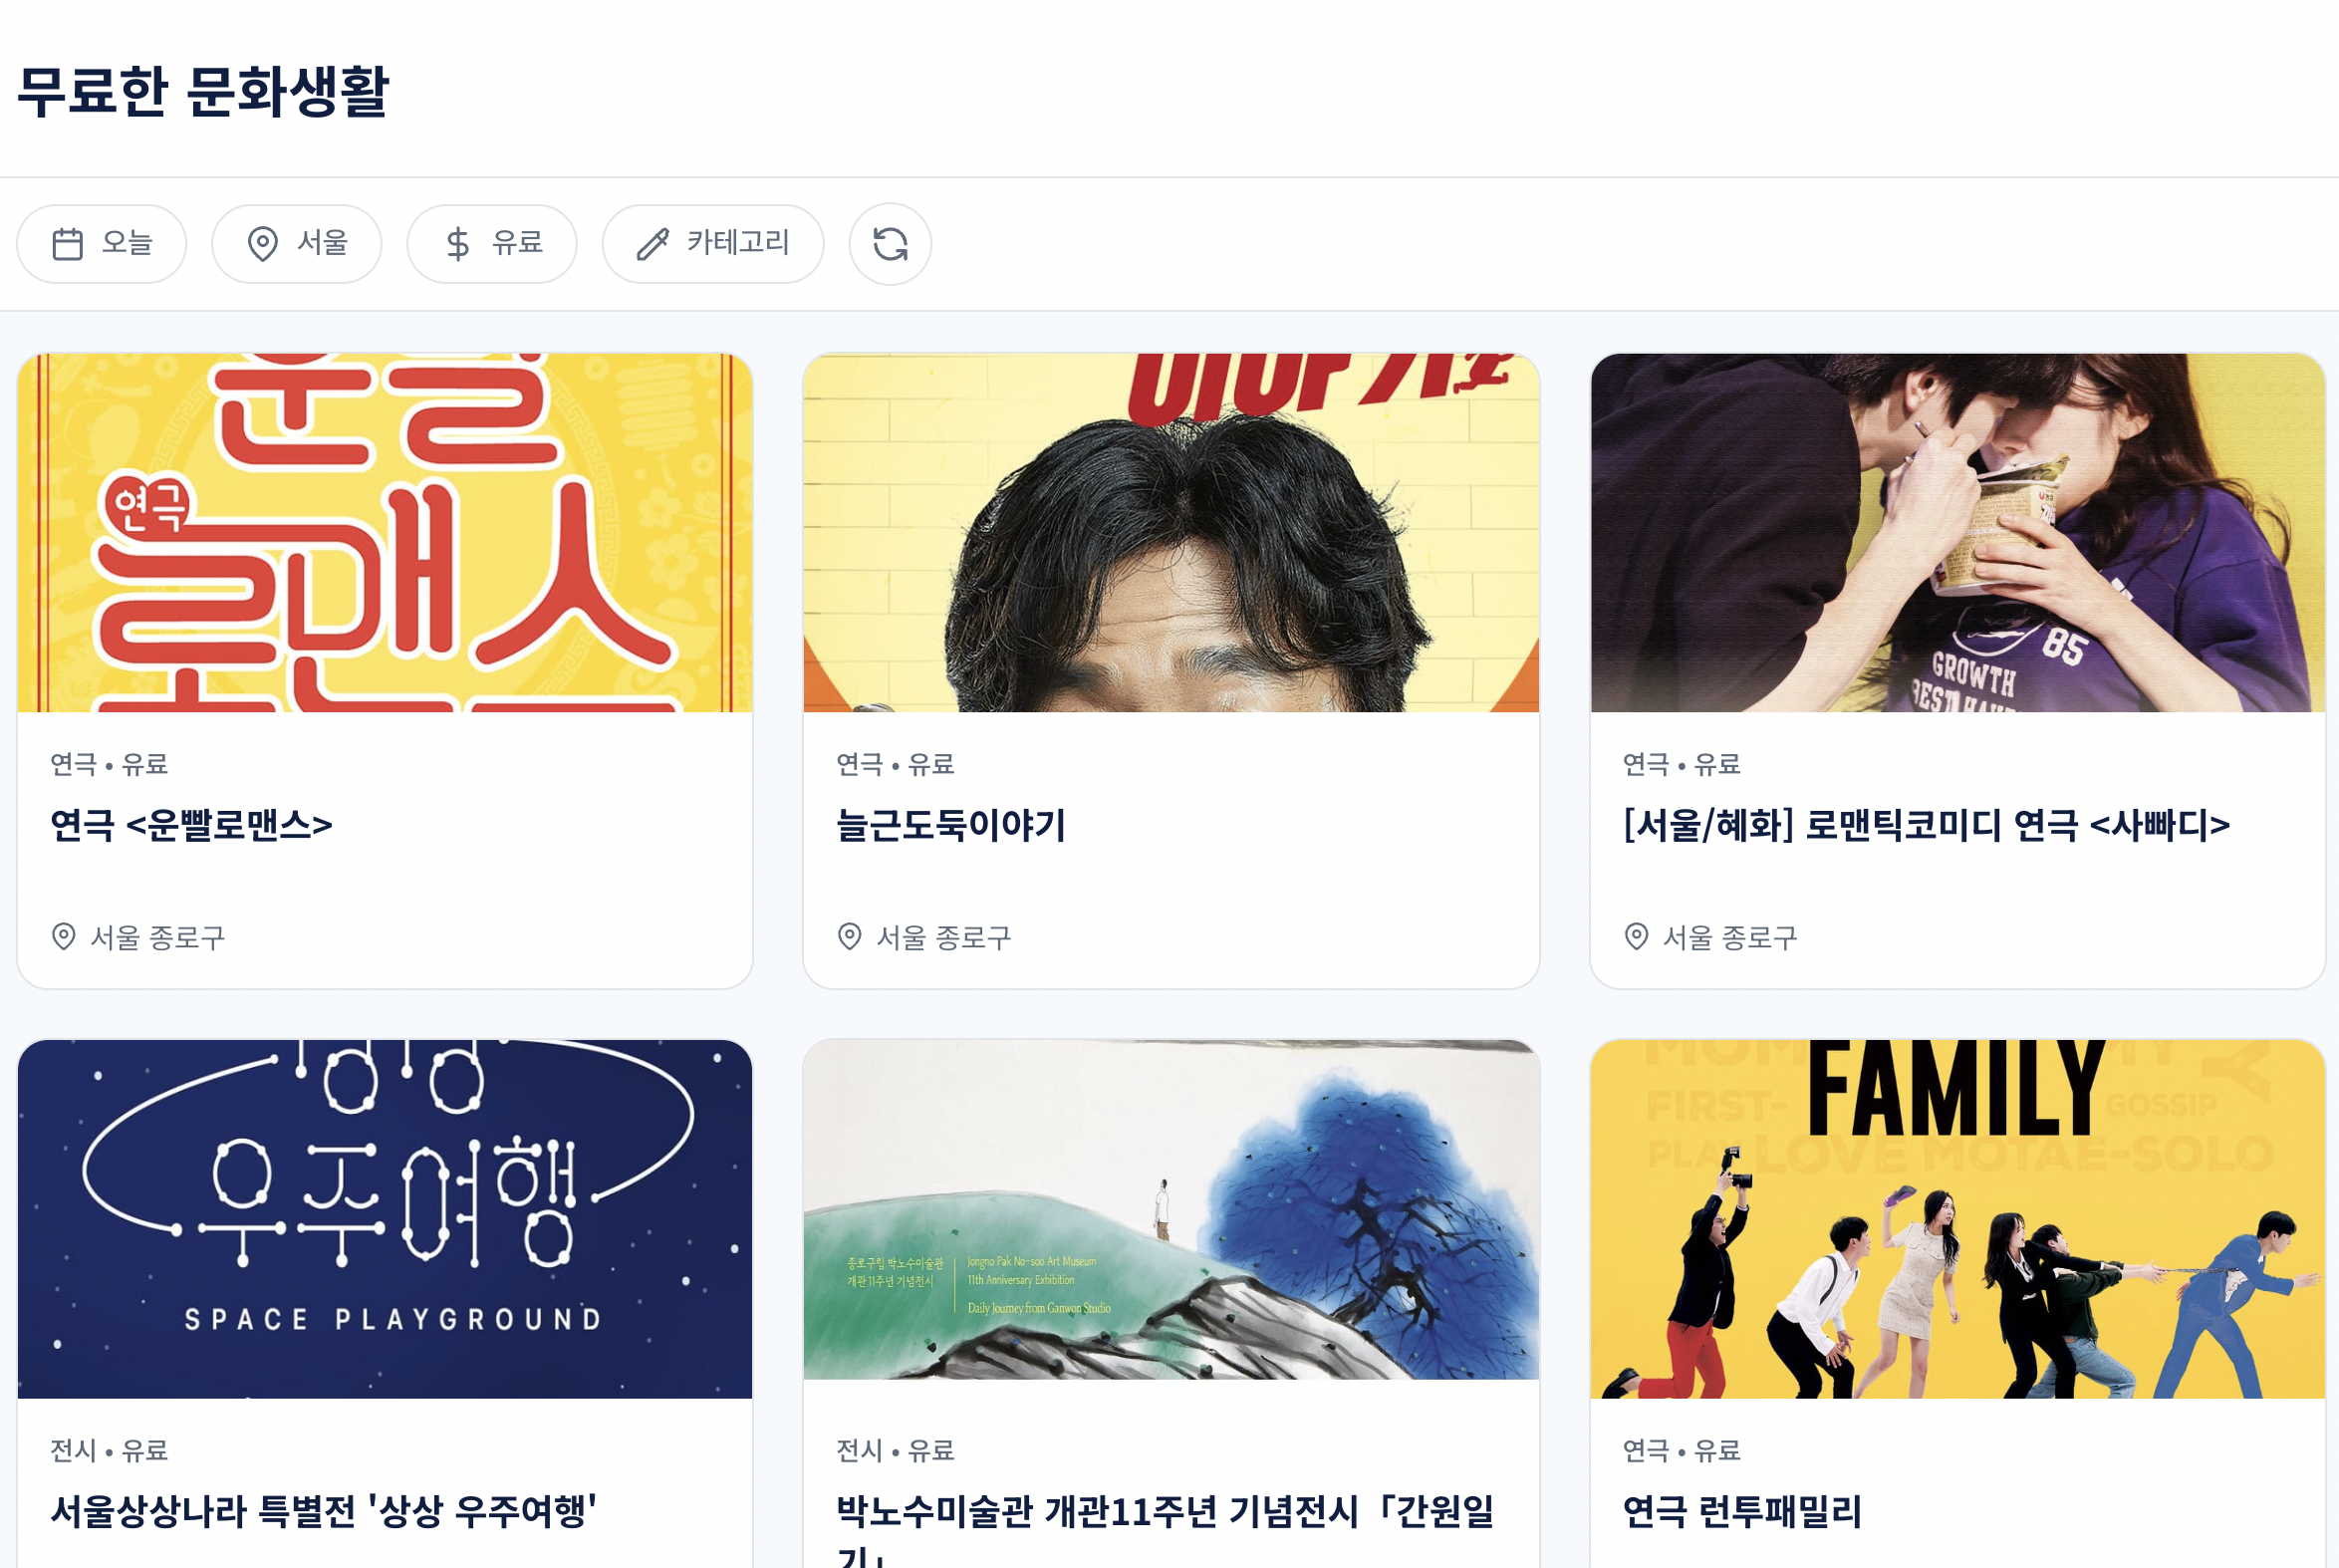 무료한 문화생활
오늘
서울
유료
카테고리
연극
로맨스
연극 • 유료
연극 <운빨로맨스>
서울 종로구
이야기
연극 • 유료
늘근도둑이야기
서울 종로구
85
GROWTH
연극 • 유료
[서울/혜화] 로맨틱코미디 연극 <사빠디>
서울 종로구
상상
우주여행
SPACE PLAYGROUND
전시 • 유료
서울상상나라 특별전 '상상 우주여행'
종로구립 박노수미술관
개관 11주년 기념전시
Jongno Pak No-soo Art Museum
11th Anniversary Exhibition
Daily Journey from Ganwon Studio
전시 • 유료
박노수미술관 개관11주년 기념전시「간원일
기」
FAMILY
FIRST-
GOSSIP
PLAY
LOVE MOTAE-SOLO
연극 • 유료
연극 런투패밀리